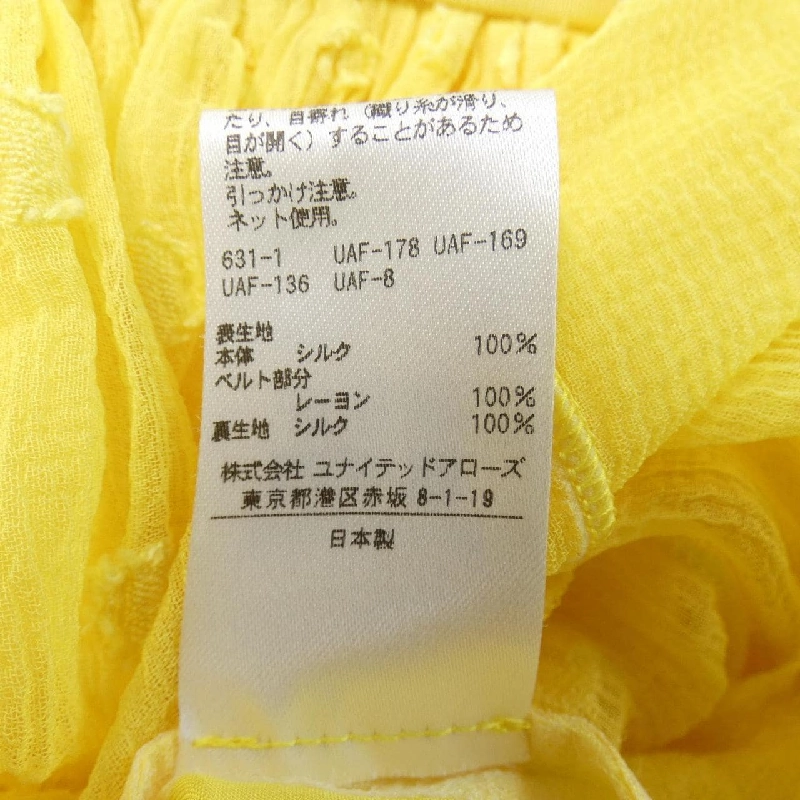 たり、目寄れ（織り糸が滑り、
目が開く）することがあるため
注意。
引っかけ注意。
ネット使用。
631-1 UAF-178 UAF-169
UAF-136 UAF-8
表生地
本体 シルク 100%
ベルト部分
レーヨン 100%
裏生地 シルク 100%
株式会社 ユナイテッドアローズ
東京都港区赤坂 8-1-19
日本製